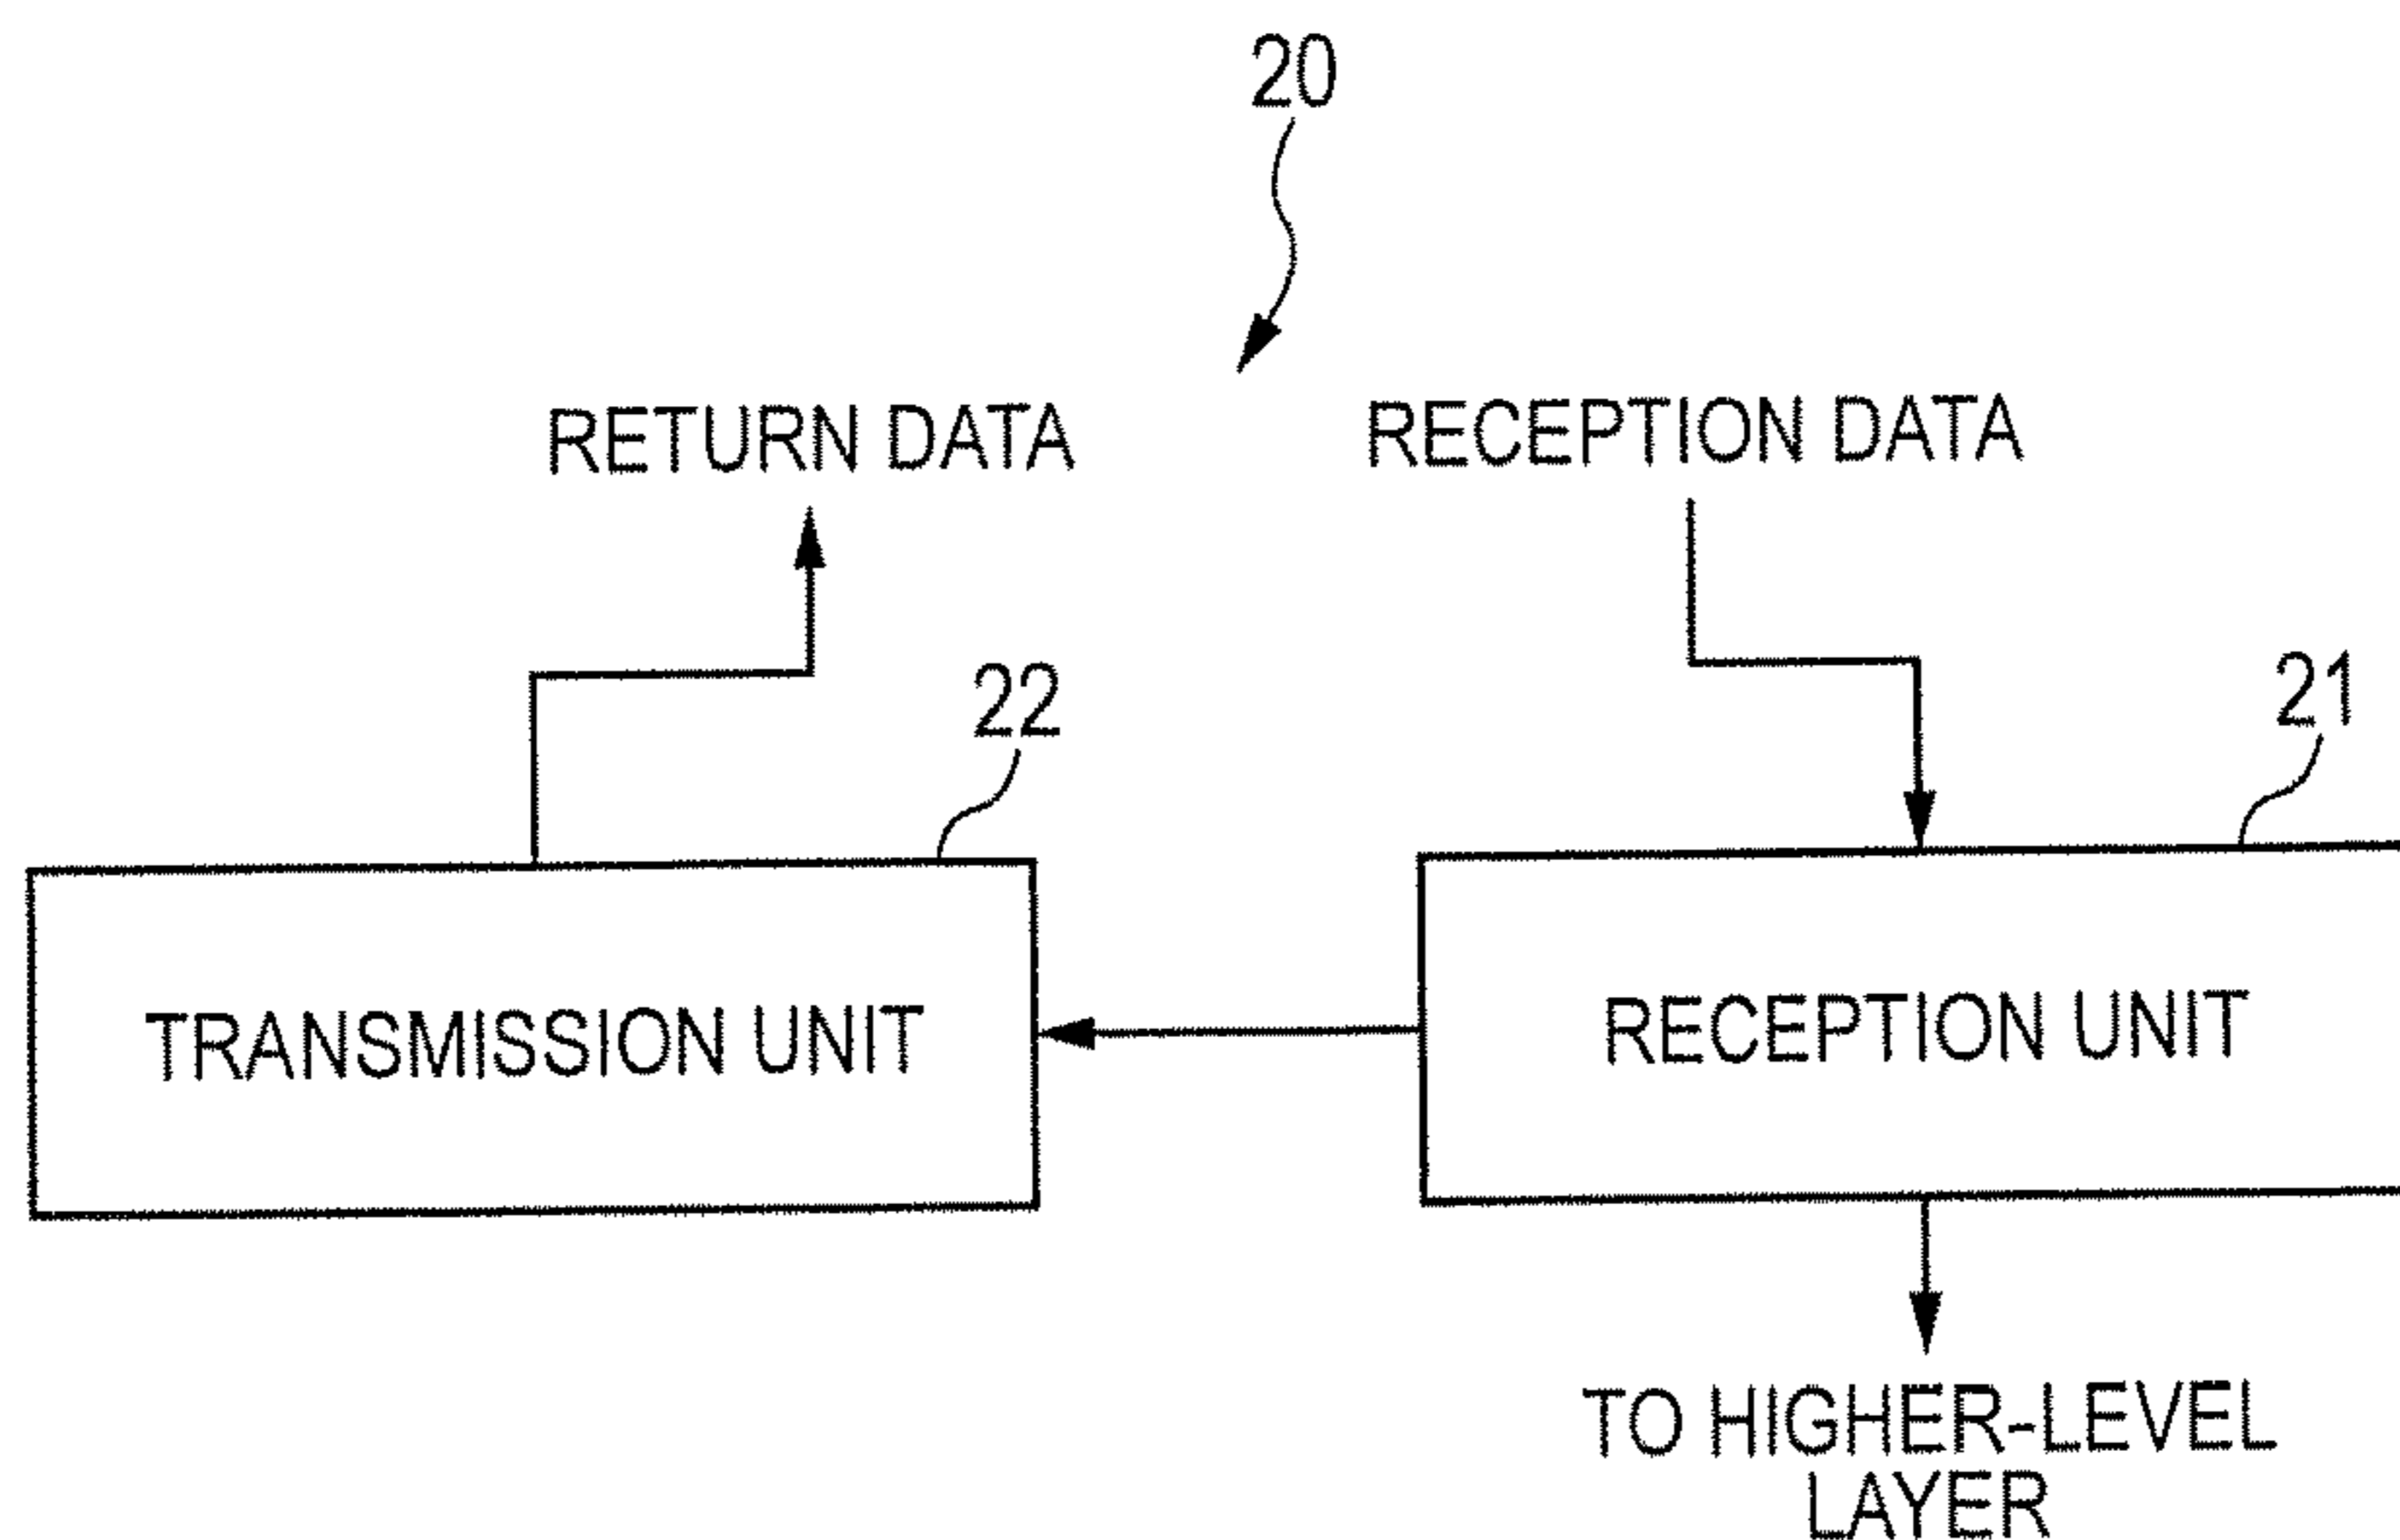 20
RETURN DATA
RECEPTION DATA
22
21
TRANSMISSION UNIT
RECEPTION UNIT
TO HIGHER-LEVEL
LAYER